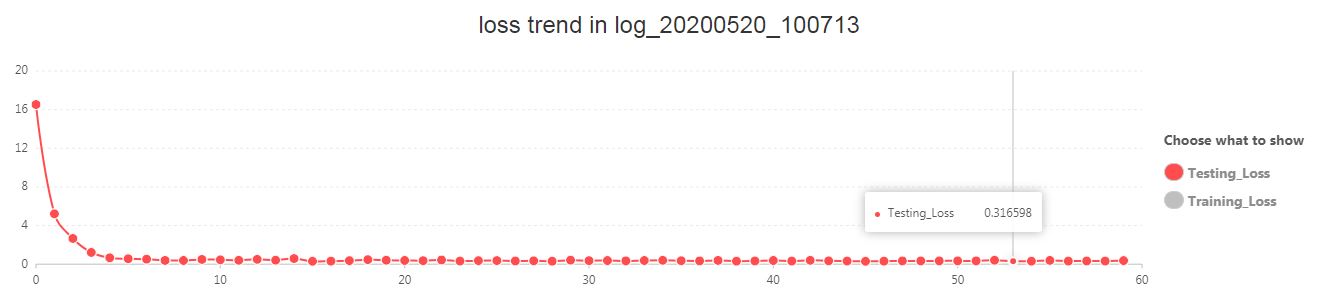 loss trend in log_20200520_100713
20
16
12
8
4
0
0
10
20
30
40
50
60
Testing_Loss 0.316598
Choose what to show
Testing_Loss
Training_Loss